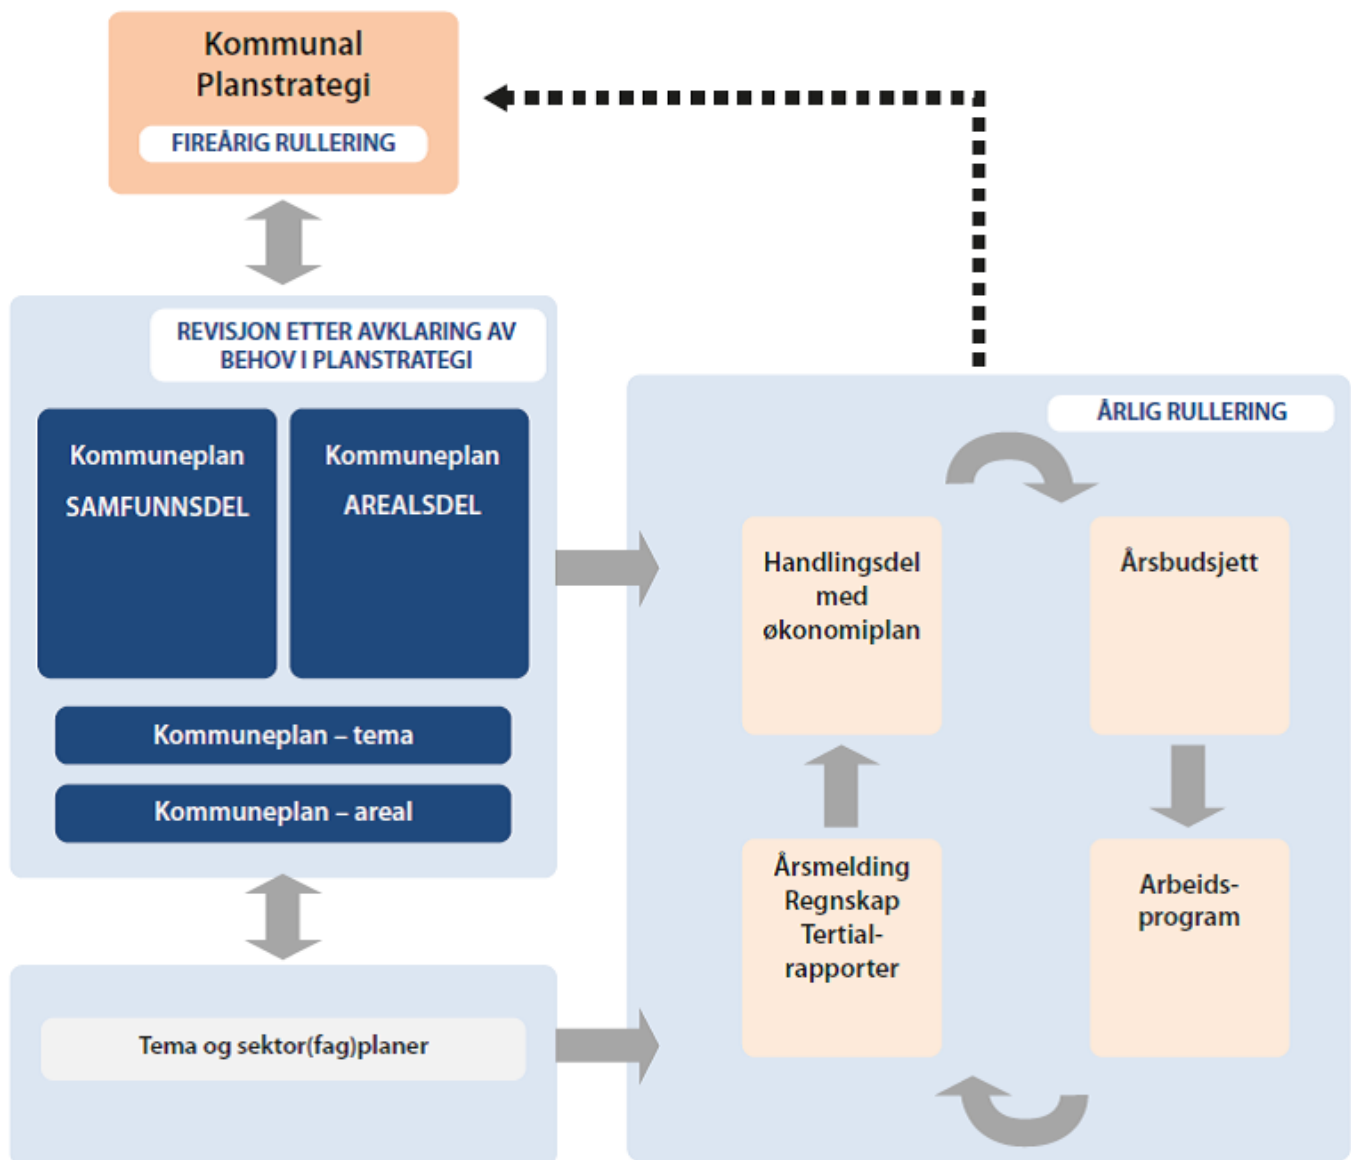 Kommunal
Planstrategi
FIREÅRIG RULLERING
REVISJON ETTER AVKLARING AV
BEHOV I PLANSTRATEGI
Kommuneplan
SAMFUNNSDEL
Kommuneplan
AREALSDEL
Kommuneplan – tema
Kommuneplan – areal
Tema og sektor(fag)planer
ÅRLIG RULLERING
Handlingsdel
med
økonomiplan
Årsbudsjett
Årsmelding
Regnskap
Tertial-
rapporter
Arbeids-
program